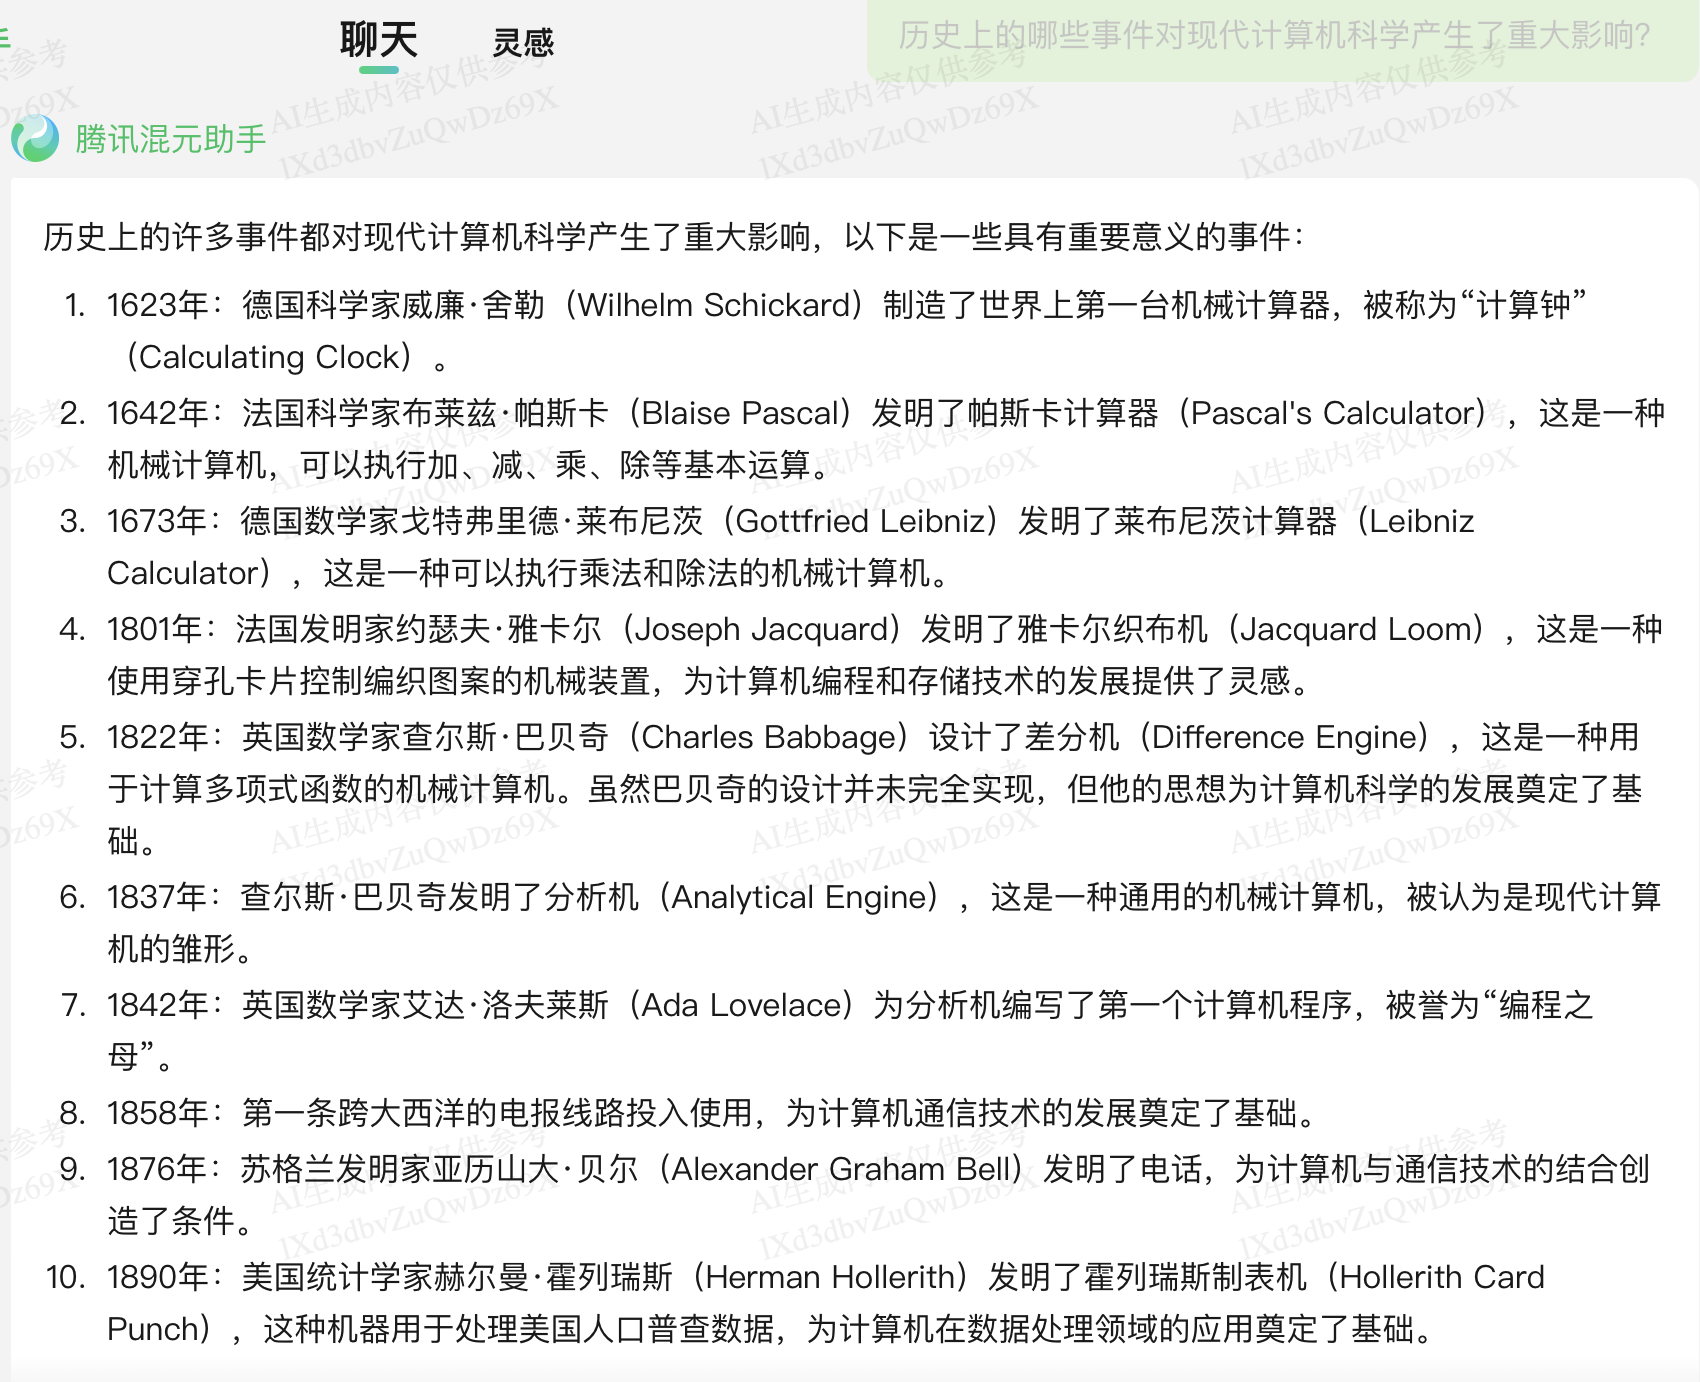 手
聊天 灵感
历史上的哪些事件对现代计算机科学产生了重大影响?
腾讯混元助手
历史上的许多事件都对现代计算机科学产生了重大影响，以下是一些具有重要意义的事件：
1. 1623年：德国科学家威廉·舍勒（Wilhelm Schickard）制造了世界上第一台机械计算器，被称为“计算钟”
（Calculating Clock）。
2. 1642年：法国科学家布莱兹·帕斯卡（Blaise Pascal）发明了帕斯卡计算器（Pascal's Calculator），这是一种
机械计算机，可以执行加、减、乘、除等基本运算。
3. 1673年：德国数学家戈特弗里德·莱布尼茨（Gottfried Leibniz）发明了莱布尼茨计算器（Leibniz
Calculator），这是一种可以执行乘法和除法的机械计算机。
4. 1801年：法国发明家约瑟夫·雅卡尔（Joseph Jacquard）发明了雅卡尔织布机（Jacquard Loom），这是一种
使用穿孔卡片控制编织图案的机械装置，为计算机编程和存储技术的发展提供了灵感。
5. 1822年：英国数学家查尔斯·巴贝奇（Charles Babbage）设计了差分机（Difference Engine），这是一种用
于计算多项式函数的机械计算机。虽然巴贝奇的设计并未完全实现，但他的思想为计算机科学的发展奠定了基
础。
6. 1837年：查尔斯·巴贝奇发明了分析机（Analytical Engine），这是一种通用的机械计算机，被认为是现代计算
机的雏形。
7. 1842年：英国数学家艾达·洛夫莱斯（Ada Lovelace）为分析机编写了第一个计算机程序，被誉为“编程之
母”。
8. 1858年：第一条跨大西洋的电报线路投入使用，为计算机通信技术的发展奠定了基础。
9. 1876年：苏格兰发明家亚历山大·贝尔（Alexander Graham Bell）发明了电话，为计算机与通信技术的结合创
造了条件。
10. 1890年：美国统计学家赫尔曼·霍列瑞斯（Herman Hollerith）发明了霍列瑞斯制表机（Hollerith Card
Punch），这种机器用于处理美国人口普查数据，为计算机在数据处理领域的应用奠定了基础。
AI生成内容仅供参考
lXd3dbvZuQwDz69X